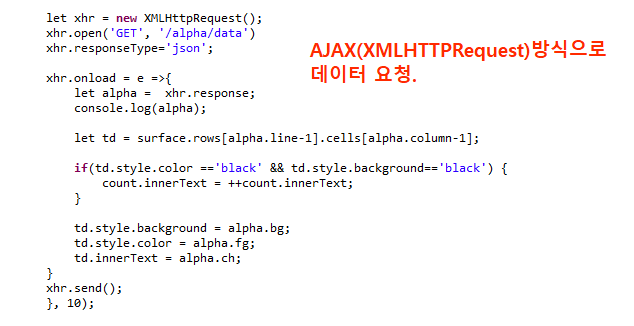 let xhr = new XMLHttpRequest();
xhr.open('GET', '/alpha/data')
xhr.responseType='json';
AJAX(XMLHTTPRequest)방식으로
데이터 요청.
xhr.onload = e =>{
let alpha =  xhr.response;
console.log(alpha);
let td = surface.rows[alpha.line-1].cells[alpha.column-1];
if(td.style.color =='black' && td.style.background=='black') {
count.innerText = ++count.innerText;
}
td.style.background = alpha.bg;
td.style.color = alpha.fg;
td.innerText = alpha.ch;
}
xhr.send();
}, 10);